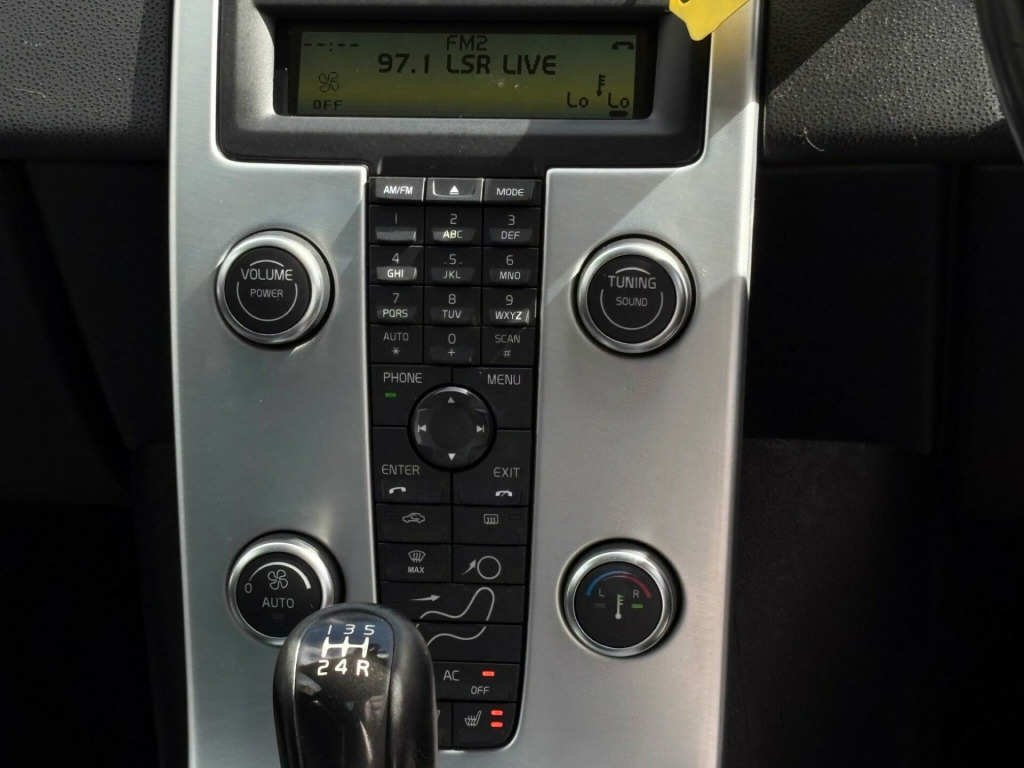 --:-- FM2
97.1 LSR LIVE
OFF Lo Lo
AM/FM MODE
1 2 3
ABC DEF
4 5 6
GHI JKL MNO
7 8 9
PQRS TUV WXYZ
AUTO 0 SCAN
* + #
VOLUME
POWER
TUNING
SOUND
PHONE MENU
ENTER EXIT
MAX
0
AUTO
L R
1 3 5
2 4 R
AC
OFF